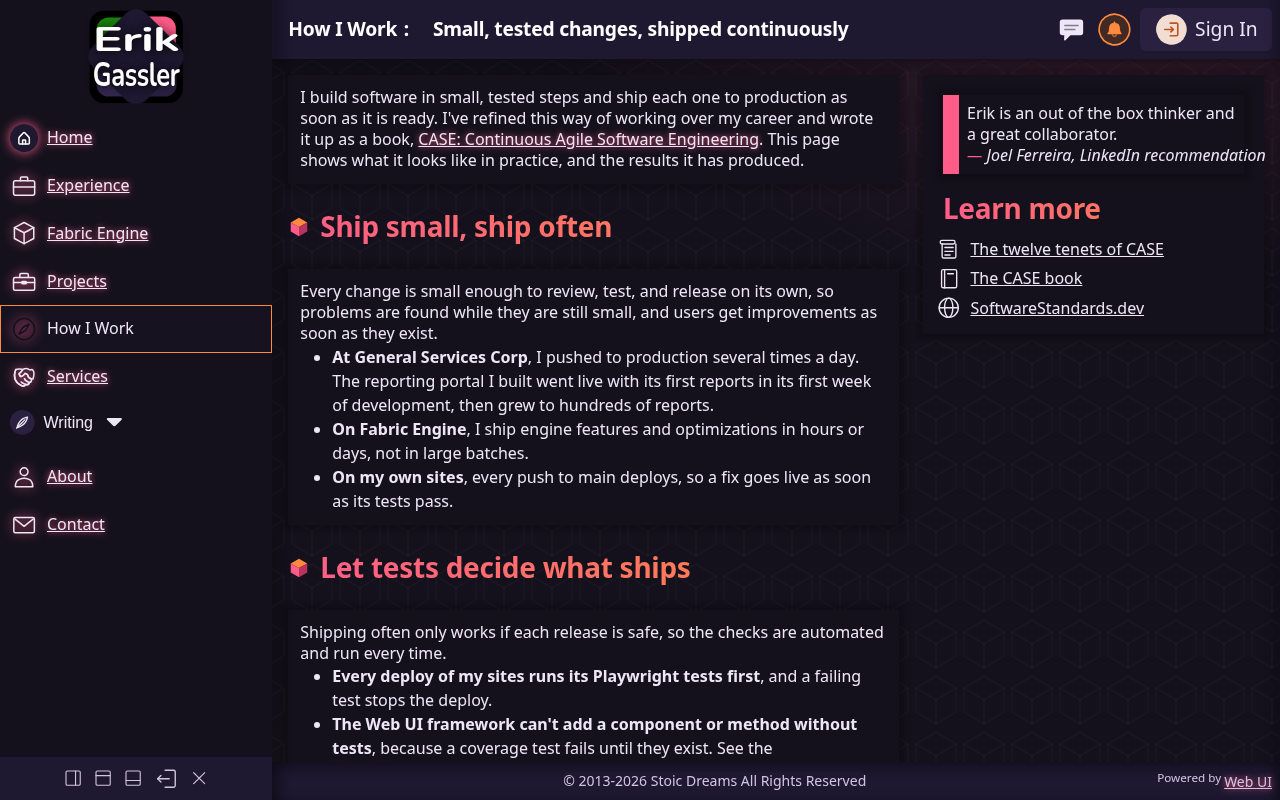 Erik
Gassler
Home
Experience
Fabric Engine
Projects
How I Work
Services
Writing
About
Contact
How I Work : Small, tested changes, shipped continuously
Sign In
I build software in small, tested steps and ship each one to production as
soon as it is ready. I've refined this way of working over my career and wrote
it up as a book, CASE: Continuous Agile Software Engineering. This page
shows what it looks like in practice, and the results it has produced.
Ship small, ship often
Every change is small enough to review, test, and release on its own, so
problems are found while they are still small, and users get improvements as
soon as they exist.
• At General Services Corp, I pushed to production several times a day.
The reporting portal I built went live with its first reports in its first week
of development, then grew to hundreds of reports.
• On Fabric Engine, I ship engine features and optimizations in hours or
days, not in large batches.
• On my own sites, every push to main deploys, so a fix goes live as soon
as its tests pass.
Let tests decide what ships
Shipping often only works if each release is safe, so the checks are automated
and run every time.
• Every deploy of my sites runs its Playwright tests first, and a failing
test stops the deploy.
• The Web UI framework can't add a component or method without
tests, because a coverage test fails until they exist. See the
Erik is an out of the box thinker and
a great collaborator.
— Joel Ferreira, LinkedIn recommendation
Learn more
The twelve tenets of CASE
The CASE book
SoftwareStandards.dev
© 2013-2026 Stoic Dreams All Rights Reserved
Powered by Web UI